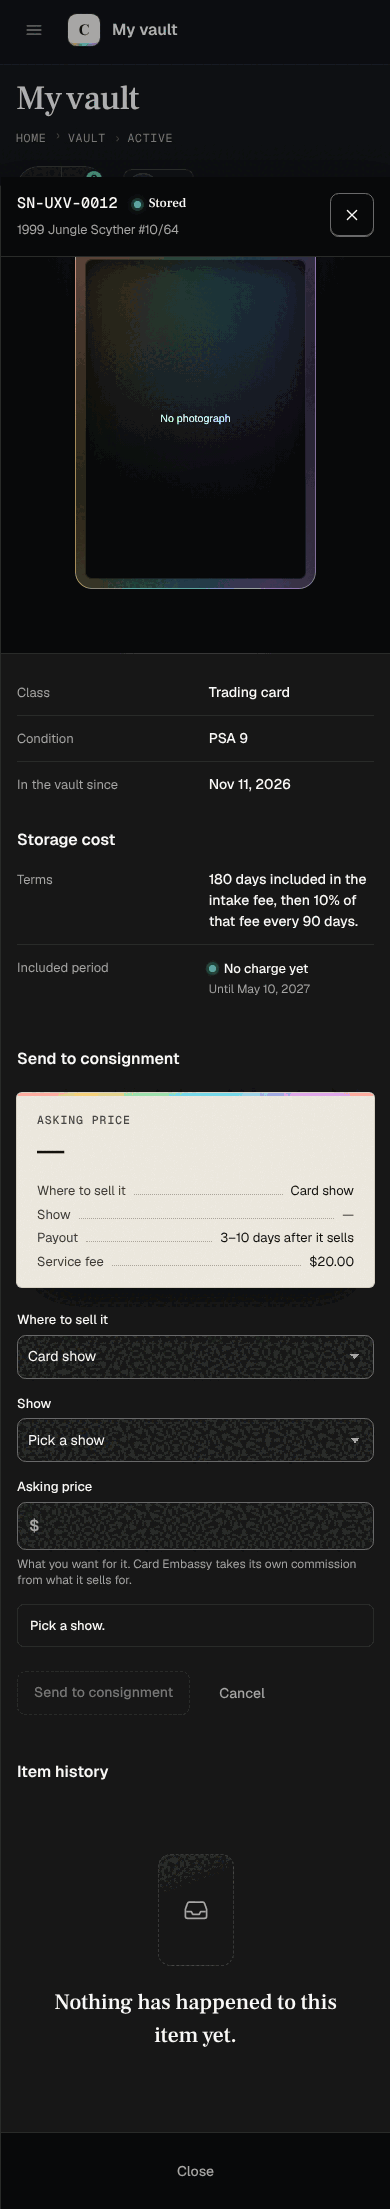 C
My vault
My vault
HOME › VAULT › ACTIVE
SN-UXV-0012 Stored
1999 Jungle Scyther #10/64
No photograph
Class Trading card
Condition PSA 9
In the vault since Nov 11, 2026
Storage cost
Terms 180 days included in the
intake fee, then 10% of
that fee every 90 days.
Included period No charge yet
Until May 10, 2027
Send to consignment
ASKING PRICE
—
Where to sell it Card show
Show —
Payout 3–10 days after it sells
Service fee $20.00
Where to sell it
Card show
Show
Pick a show
Asking price
$
What you want for it. Card Embassy takes its own commission
from what it sells for.
Pick a show.
Send to consignment Cancel
Item history
Nothing has happened to this
item yet.
Close